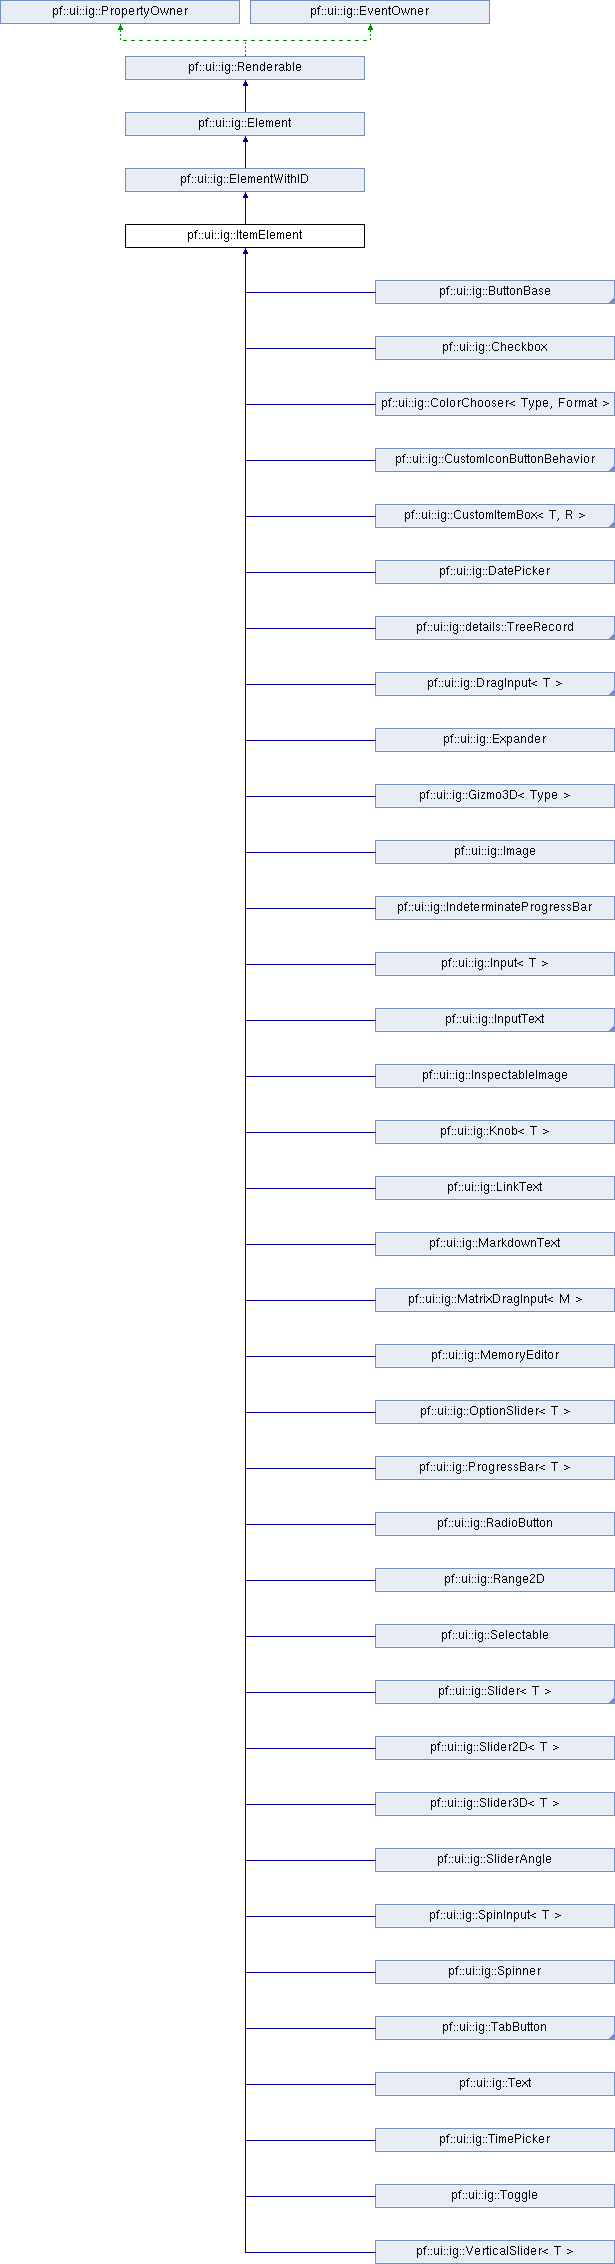 pf::ui::ig::PropertyOwner
pf::ui::ig::EventOwner
pf::ui::ig::Renderable
pf::ui::ig::Element
pf::ui::ig::ElementWithID
pf::ui::ig::ItemElement
pf::ui::ig::ButtonBase
pf::ui::ig::Checkbox
pf::ui::ig::ColorChooser< Type, Format >
pf::ui::ig::CustomIconButtonBehavior
pf::ui::ig::CustomItemBox< T, R >
pf::ui::ig::DatePicker
pf::ui::ig::details::TreeRecord
pf::ui::ig::DragInput< T >
pf::ui::ig::Expander
pf::ui::ig::Gizmo3D< Type >
pf::ui::ig::Image
pf::ui::ig::IndeterminateProgressBar
pf::ui::ig::Input< T >
pf::ui::ig::InputText
pf::ui::ig::InspectableImage
pf::ui::ig::Knob< T >
pf::ui::ig::LinkText
pf::ui::ig::MarkdownText
pf::ui::ig::MatrixDragInput< M >
pf::ui::ig::MemoryEditor
pf::ui::ig::OptionSlider< T >
pf::ui::ig::ProgressBar< T >
pf::ui::ig::RadioButton
pf::ui::ig::Range2D
pf::ui::ig::Selectable
pf::ui::ig::Slider< T >
pf::ui::ig::Slider2D< T >
pf::ui::ig::Slider3D< T >
pf::ui::ig::SliderAngle
pf::ui::ig::SpinInput< T >
pf::ui::ig::Spinner
pf::ui::ig::TabButton
pf::ui::ig::Text
pf::ui::ig::TimePicker
pf::ui::ig::Toggle
pf::ui::ig::VerticalSlider< T >